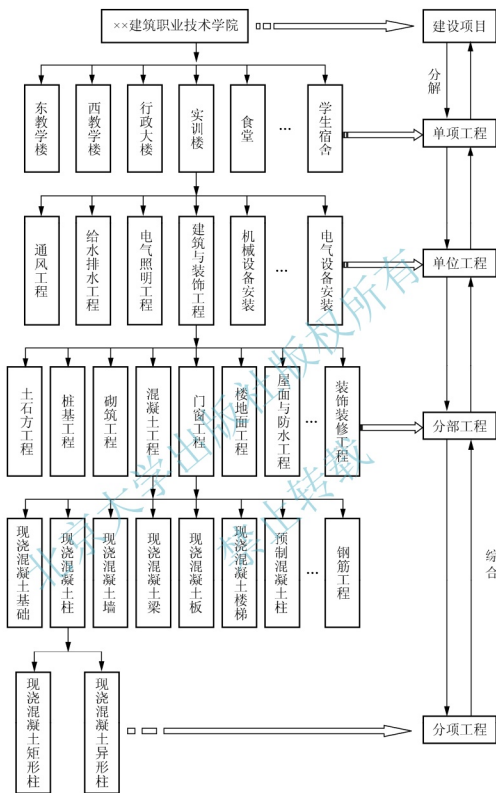 ××建筑职业技术学院
建设项目
分解
东教学楼
西教学楼
行政大楼
实训楼
食堂
...
学生宿舍
单项工程
通风工程
给水排水工程
电气照明工程
建筑与装饰工程
机械设备安装
...
电气设备安装
单位工程
土石方工程
桩基工程
砌筑工程
混凝土工程
门窗工程
楼地面工程
屋面与防水工程
...
装饰装修工程
分部工程
现浇混凝土基础
现浇混凝土柱
现浇混凝土墙
现浇混凝土梁
现浇混凝土板
现浇混凝土楼梯
预制混凝土柱
...
钢筋工程
综合
现浇混凝土矩形柱
现浇混凝土异形柱
分项工程
北京大学出版社版权所有
禁止转载